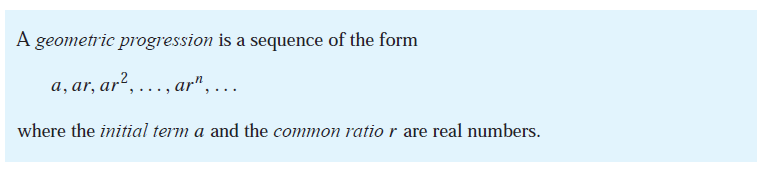 A geometric progression is a sequence of the form
a, ar, ar², . . . , arⁿ, . . .
where the initial term a and the common ratio r are real numbers.